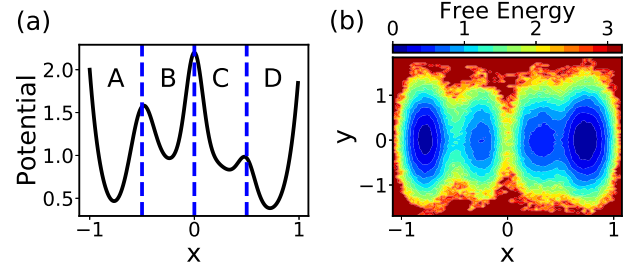 (a)
A B C D
Potential
2.0
1.5
1.0
0.5
−1 0 1
x
(b)
Free Energy
0 1 2 3
y
1
0
−1
−1 0 1
x